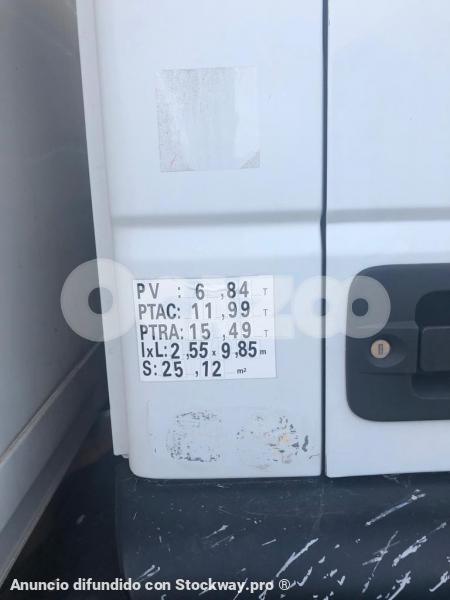 PV : 6,84 T
PTAC: 11,99 T
PTRA: 15,49 T
lxL: 2,55 x 9,85 m
S: 25,12 m²
Anuncio difundido con Stockway.pro ®